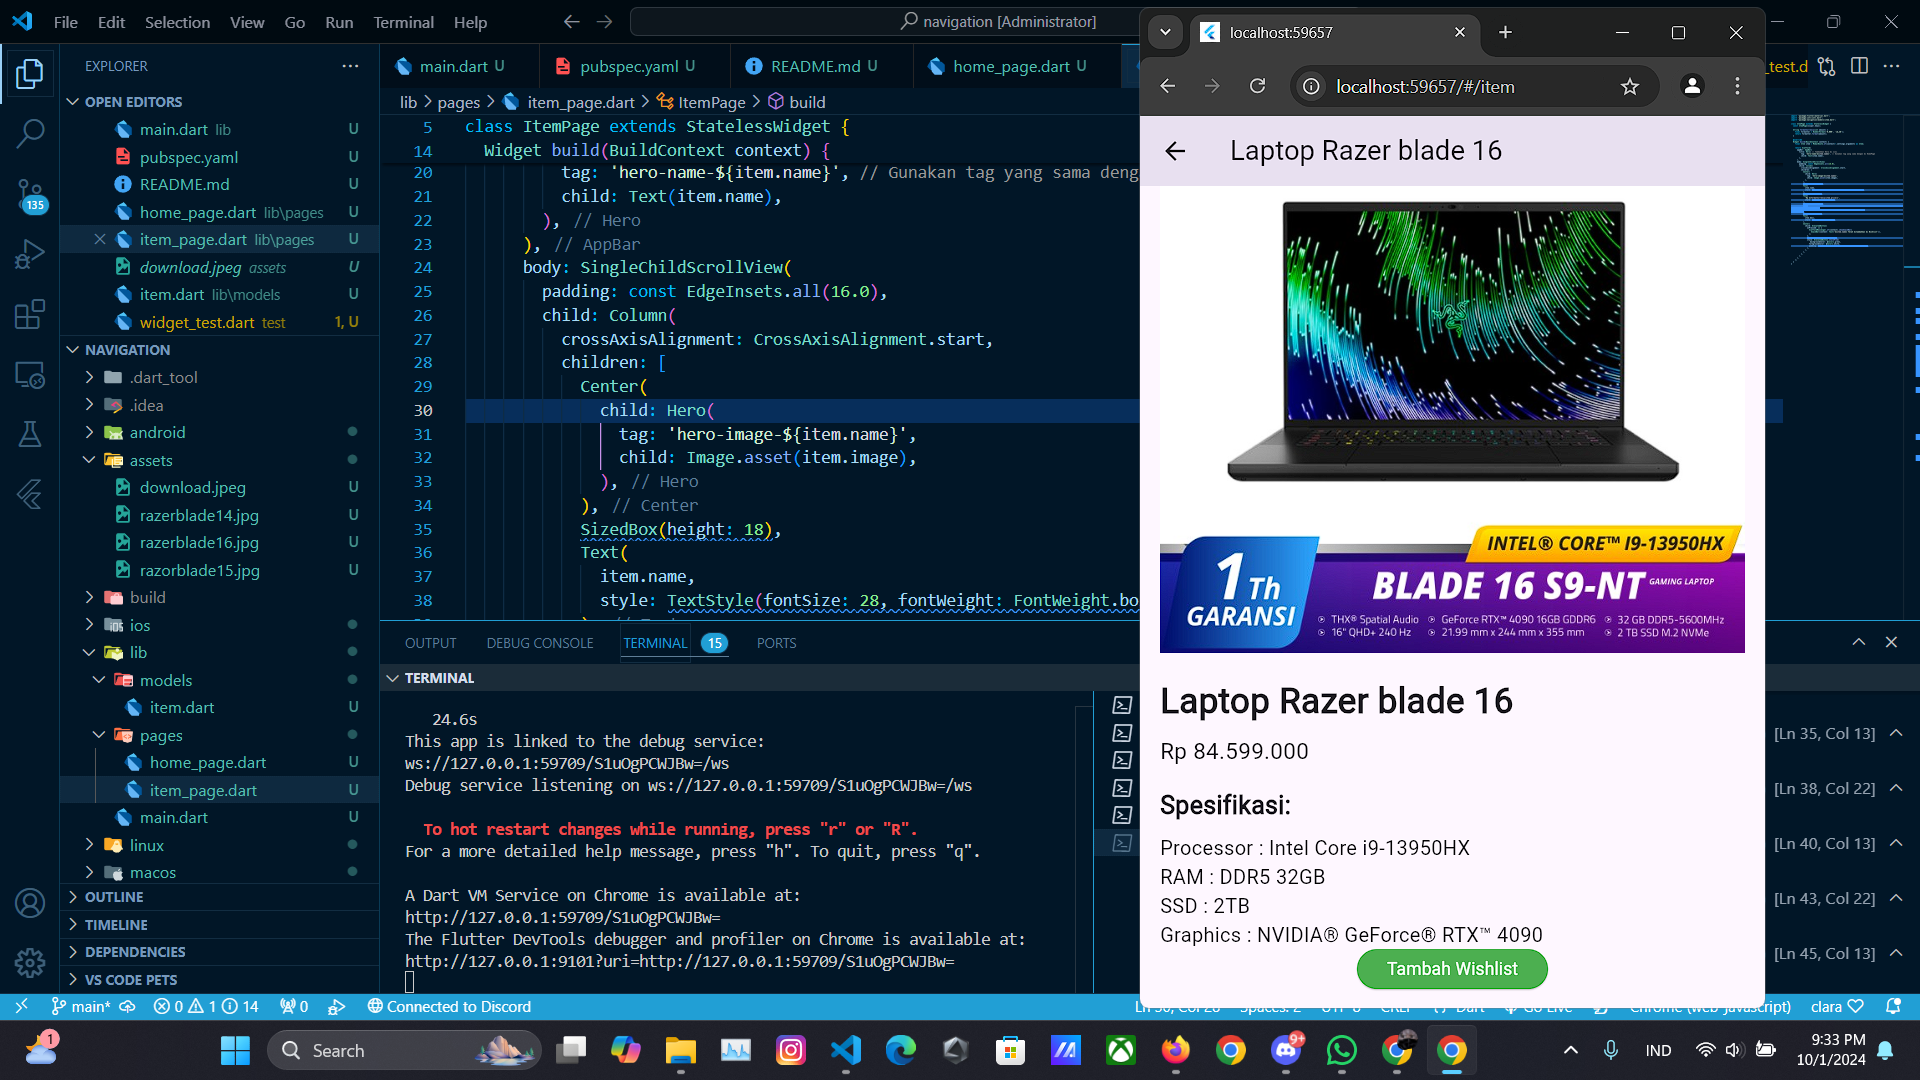 File Edit Selection View Go Run Terminal Help
navigation [Administrator]
EXPLORER
OPEN EDITORS
main.dart lib U
pubspec.yaml U
README.md U
home_page.dart lib\pages U
item_page.dart lib\pages U
download.jpeg assets U
item.dart lib\models U
widget_test.dart test 1, U
NAVIGATION
.dart_tool
.idea
android
assets
download.jpeg U
razerblade14.jpg U
razerblade16.jpg U
razorblade15.jpg U
build
ios
lib
models
item.dart U
pages
home_page.dart U
item_page.dart U
main.dart U
linux
macos
OUTLINE
TIMELINE
DEPENDENCIES
VS CODE PETS
135
main.dart U pubspec.yaml U README.md U home_page.dart U
_test.d
lib > pages > item_page.dart > ItemPage > build
5 class ItemPage extends StatelessWidget {
14 Widget build(BuildContext context) {
20 tag: 'hero-name-${item.name}', // Gunakan tag yang sama deng
21 child: Text(item.name),
22 ), // Hero
23 ), // AppBar
24 body: SingleChildScrollView(
25 padding: const EdgeInsets.all(16.0),
26 child: Column(
27 crossAxisAlignment: CrossAxisAlignment.start,
28 children: [
29 Center(
30 child: Hero(
31 tag: 'hero-image-${item.name}',
32 child: Image.asset(item.image),
33 ), // Hero
34 ), // Center
35 SizedBox(height: 18),
36 Text(
37 item.name,
38 style: TextStyle(fontSize: 28, fontWeight: FontWeight.bo
OUTPUT DEBUG CONSOLE TERMINAL 15 PORTS
TERMINAL
24.6s
This app is linked to the debug service:
ws://127.0.0.1:59709/S1uOgPCWJBw=/ws
Debug service listening on ws://127.0.0.1:59709/S1uOgPCWJBw=/ws
To hot restart changes while running, press "r" or "R".
For a more detailed help message, press "h". To quit, press "q".
A Dart VM Service on Chrome is available at:
http://127.0.0.1:59709/S1uOgPCWJBw=
The Flutter DevTools debugger and profiler on Chrome is available at:
http://127.0.0.1:9101?uri=http://127.0.0.1:59709/S1uOgPCWJBw=
localhost:59657
localhost:59657/#/item
Laptop Razer blade 16
INTEL® CORE™ I9-13950HX
1 Th
GARANSI
BLADE 16 S9-NT GAMING LAPTOP
THX® Spatial Audio GeForce RTX™ 4090 16GB GDDR6 32 GB DDR5-5600MHz
16" QHD+ 240 Hz 21.99 mm x 244 mm x 355 mm 2 TB SSD M.2 NVMe
Laptop Razer blade 16
Rp 84.599.000
Spesifikasi:
Processor : Intel Core i9-13950HX
RAM : DDR5 32GB
SSD : 2TB
Graphics : NVIDIA® GeForce® RTX™ 4090
Tambah Wishlist
[Ln 35, Col 13]
[Ln 38, Col 22]
[Ln 40, Col 13]
[Ln 43, Col 22]
[Ln 45, Col 13]
main* 0 1 14 0 Connected to Discord
clara
1
Search
9+
IND
9:33 PM
10/1/2024